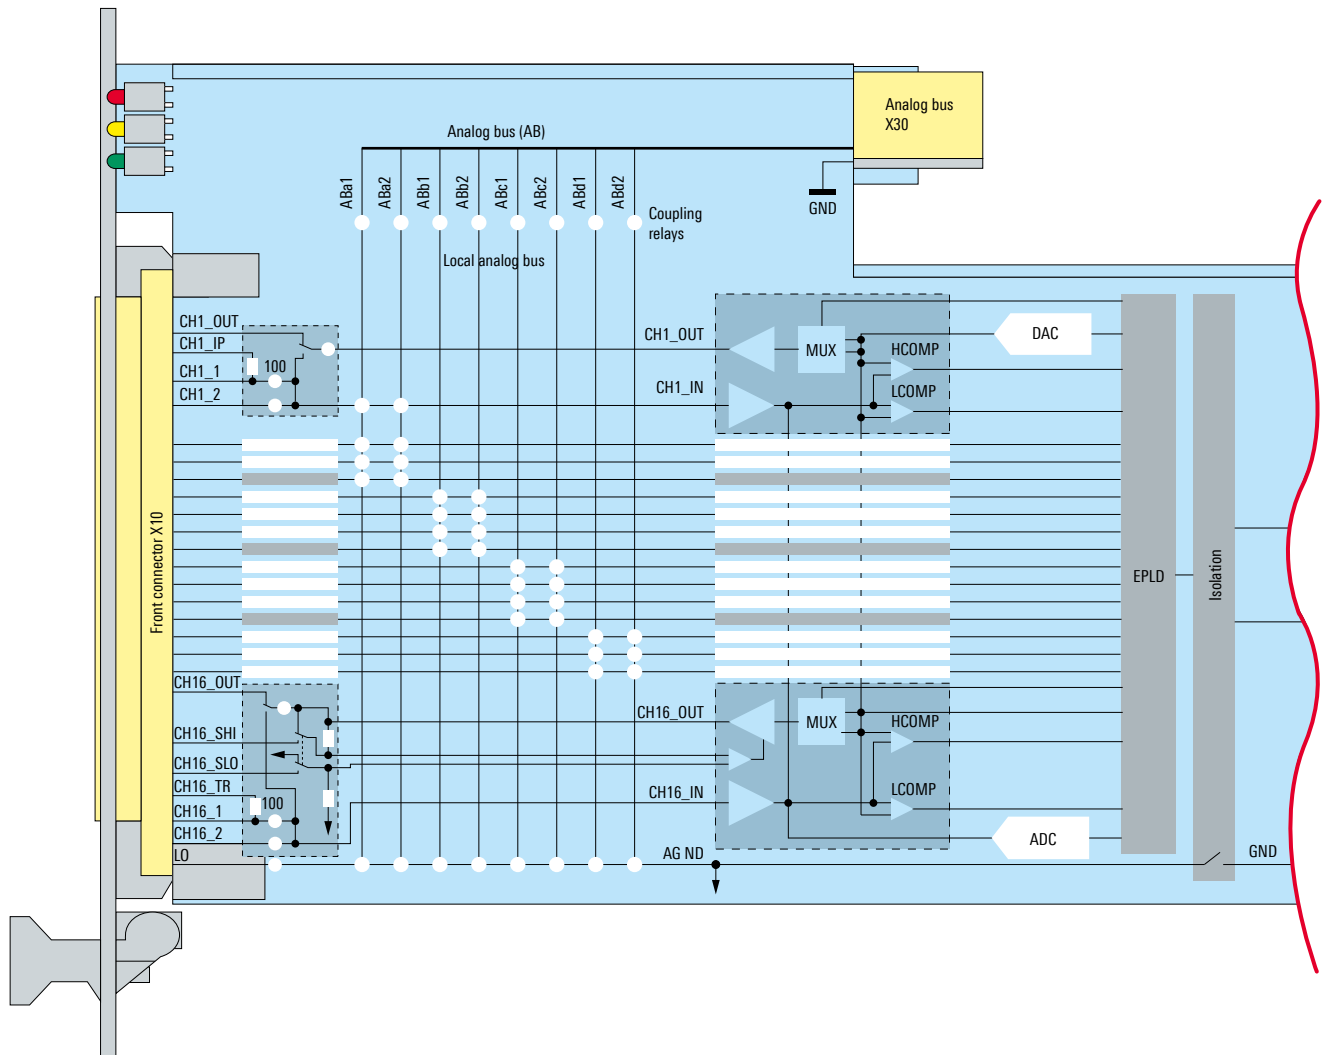 Analog bus
X30
Analog bus (AB)
ABa1
ABa2
ABb1
ABb2
ABc1
ABc2
ABd1
ABd2
GND
Coupling
relays
Local analog bus
CH1_OUT
CH1_IP
100
CH1_1
CH1_2
CH1_OUT
CH1_IN
MUX
HCOMP
LCOMP
DAC
Front connector X10
EPLD
Isolation
CH16_OUT
CH16_SHI
CH16_SLO
CH16_TR
100
CH16_1
CH16_2
LO
CH16_OUT
CH16_IN
MUX
HCOMP
LCOMP
ADC
AG ND
GND